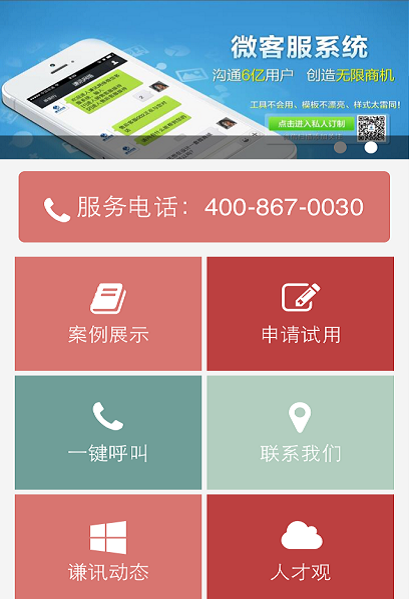 微客服系统
沟通6亿用户 创造无限商机
工具不会用、模板不漂亮、样式太雷同!
点击进入私人订制
服务电话：400-867-0030
案例展示
申请试用
一键呼叫
联系我们
谦讯动态
人才观